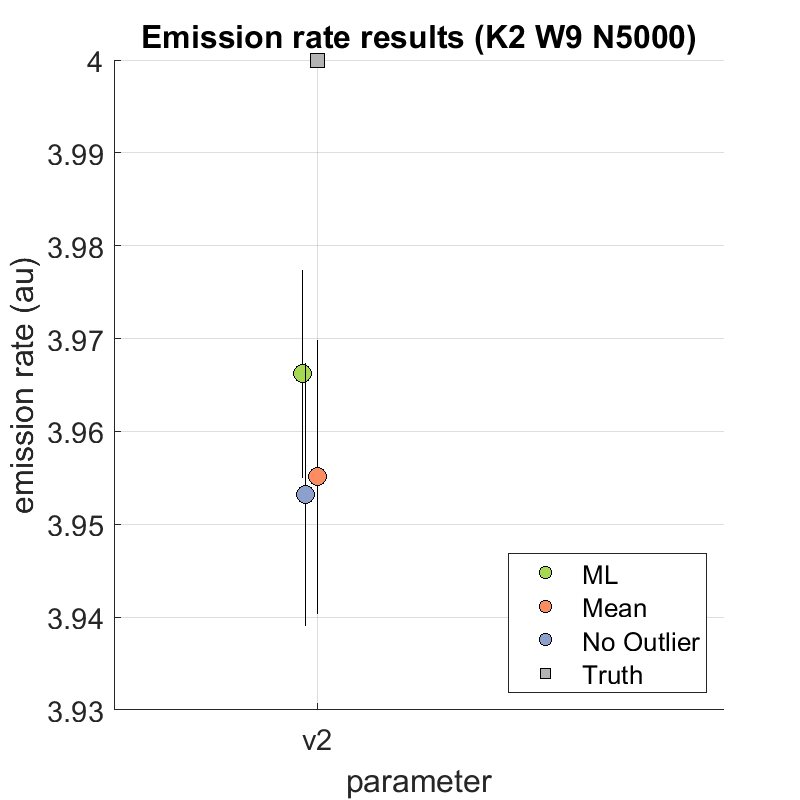 Emission rate results (K2 W9 N5000)
4
3.99
3.98
3.97
3.96
3.95
3.94
3.93
emission rate (au)
v2
parameter
ML
Mean
No Outlier
Truth